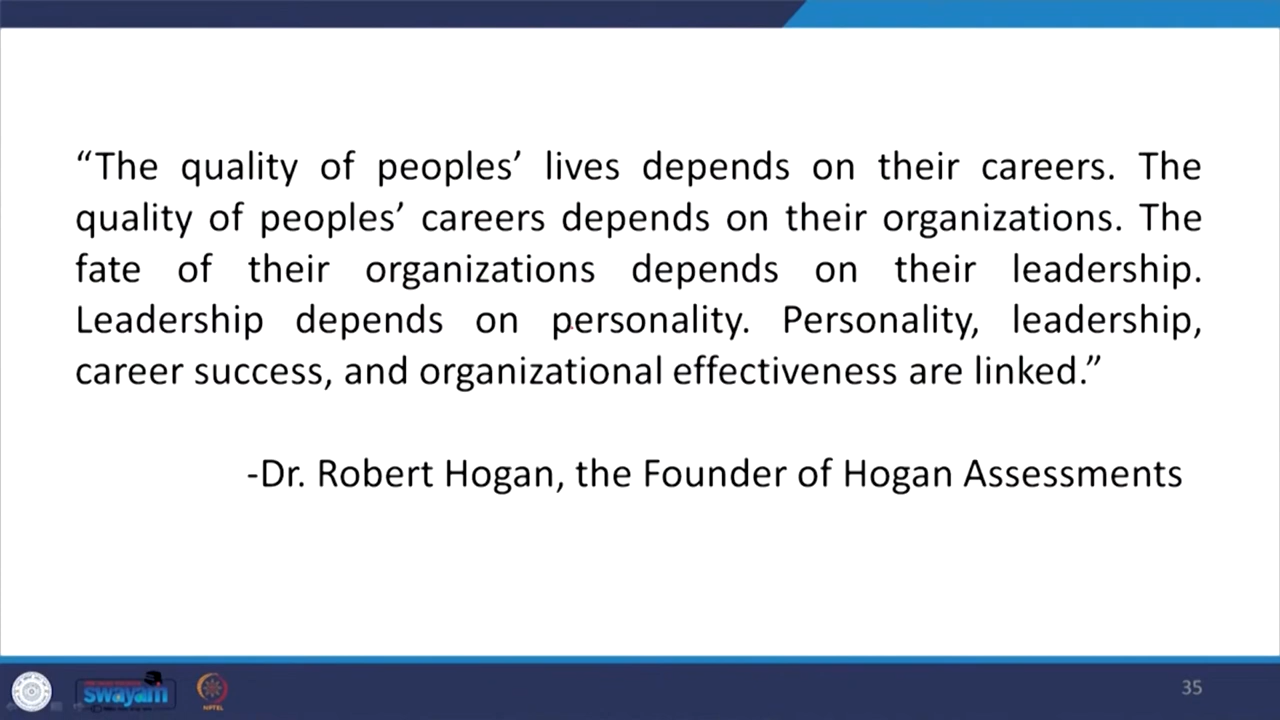 “The quality of peoples’ lives depends on their careers. The
quality of peoples’ careers depends on their organizations. The
fate of their organizations depends on their leadership.
Leadership depends on personality. Personality, leadership,
career success, and organizational effectiveness are linked.”
-Dr. Robert Hogan, the Founder of Hogan Assessments
swayam
NPTEL
35